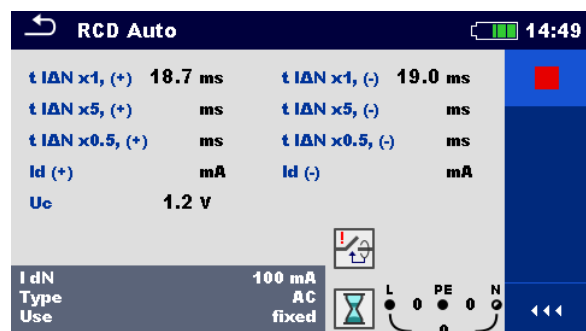 RCD Auto 14:49
t IΔN x1, (+) 18.7 ms t IΔN x1, (-) 19.0 ms
t IΔN x5, (+) ms t IΔN x5, (-) ms
t IΔN x0.5, (+) ms t IΔN x0.5, (-) ms
Id (+) mA Id (-) mA
Uc 1.2 V
I dN 100 mA
Type AC
Use fixed
L PE N
0 0
0